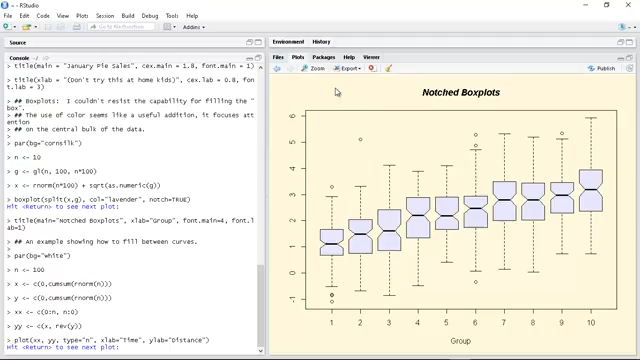 ~ - RStudio
File Edit Code View Plots Session Build Debug Tools Help
Go to file/function
Addins
Source
Console ~/
> title(main = "January Pie Sales", cex.main = 1.8, font.main = 1)
> title(xlab = "(Don't try this at home kids)", cex.lab = 0.8, fon
t.lab = 3)
> ## Boxplots:  I couldn't resist the capability for filling the "
box".
> ## The use of color seems like a useful addition, it focuses att
ention
> ## on the central bulk of the data.
>
> par(bg="cornsilk")
> n <- 10
> g <- gl(n, 100, n*100)
> x <- rnorm(n*100) + sqrt(as.numeric(g))
> boxplot(split(x,g), col="lavender", notch=TRUE)
Hit <Return> to see next plot:
> title(main="Notched Boxplots", xlab="Group", font.main=4, font.l
ab=1)
> ## An example showing how to fill between curves.
>
> par(bg="white")
> n <- 100
> x <- c(0,cumsum(rnorm(n)))
> y <- c(0,cumsum(rnorm(n)))
> xx <- c(0:n, n:0)
> yy <- c(x, rev(y))
> plot(xx, yy, type="n", xlab="Time", ylab="Distance")
Hit <Return> to see next plot:
Environment History
Files Plots Packages Help Viewer
Zoom Export Publish
Notched Boxplots
6
5
4
3
2
1
0
-1
1 2 3 4 5 6 7 8 9 10
Group